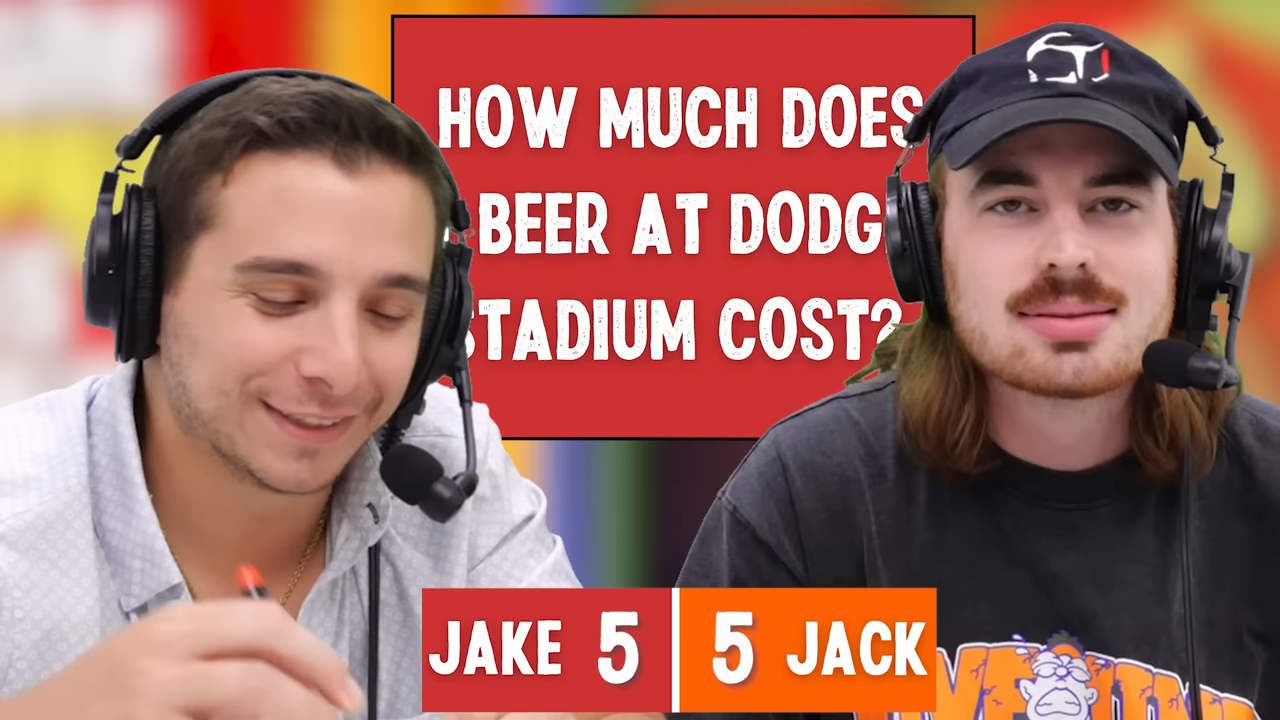 HOW MUCH DOES
BEER AT DODG
STADIUM COST?
JAKE 5 5 JACK